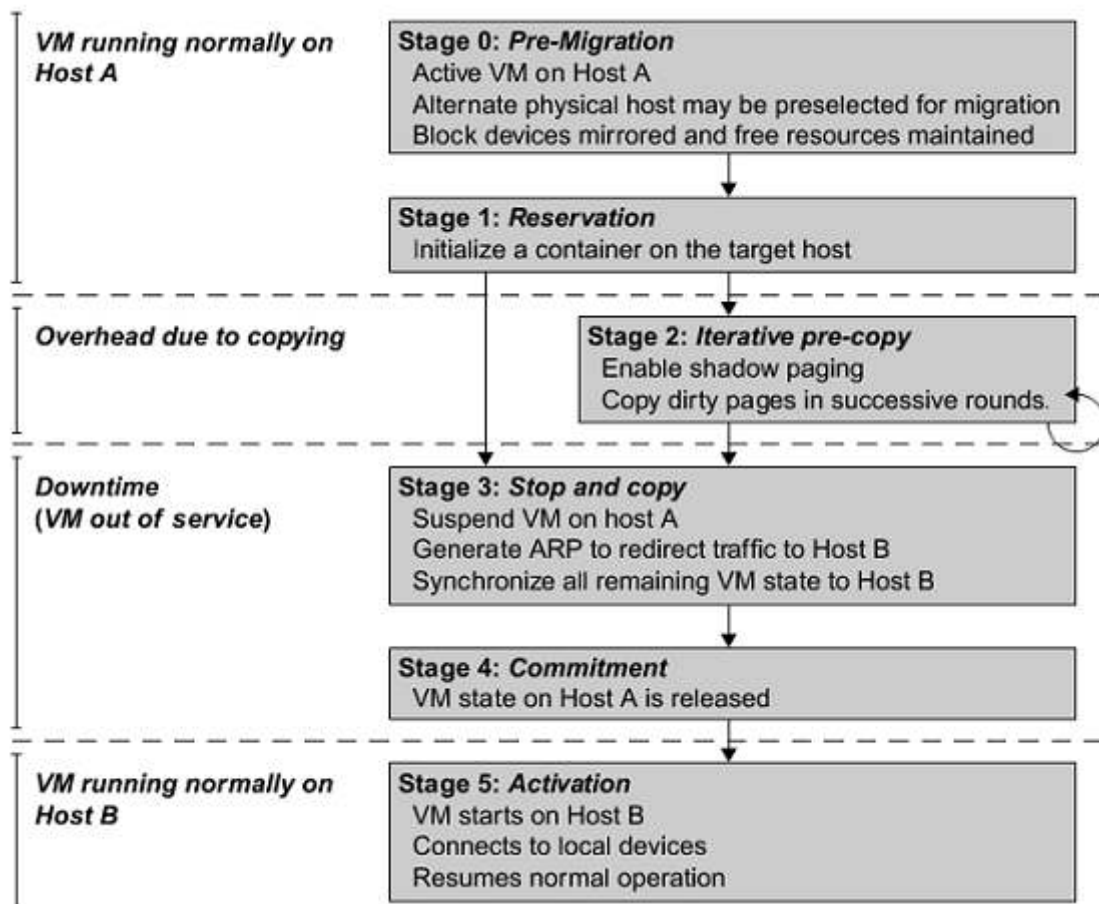 VM running normally on
Host A
Stage 0: Pre-Migration
Active VM on Host A
Alternate physical host may be preselected for migration
Block devices mirrored and free resources maintained
Stage 1: Reservation
Initialize a container on the target host
Overhead due to copying
Stage 2: Iterative pre-copy
Enable shadow paging
Copy dirty pages in successive rounds.
Downtime
(VM out of service)
Stage 3: Stop and copy
Suspend VM on host A
Generate ARP to redirect traffic to Host B
Synchronize all remaining VM state to Host B
Stage 4: Commitment
VM state on Host A is released
VM running normally on
Host B
Stage 5: Activation
VM starts on Host B
Connects to local devices
Resumes normal operation